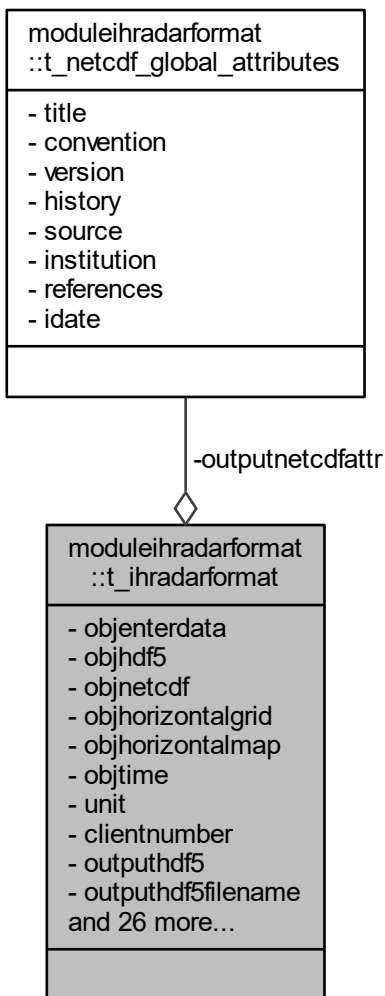 moduleihradarformat
::t_netcdf_global_attributes
- title
- convention
- version
- history
- source
- institution
- references
- idate
-outputnetcdfattr
moduleihradarformat
::t_ihradarformat
- objenterdata
- objhdf5
- objnetcdf
- objhorizontalgrid
- objhorizontalmap
- objtime
- unit
- clientnumber
- outputhdf5
- outputhdf5filename
and 26 more...